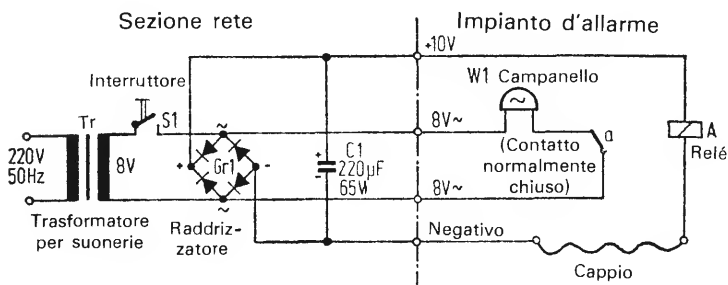 Sezione rete
Impianto d'allarme
+10V
Interruttore
W1 Campanello
Tr
S1
~
8V~
a
A
Relé
220V
50Hz
8V
+
Gr1
-
+
-
C1
220µF
65V
(Contatto
normalmente
chiuso)
~
8V~
Trasformatore
per suonerie
Raddriz-
zatore
~
Negativo
Cappio